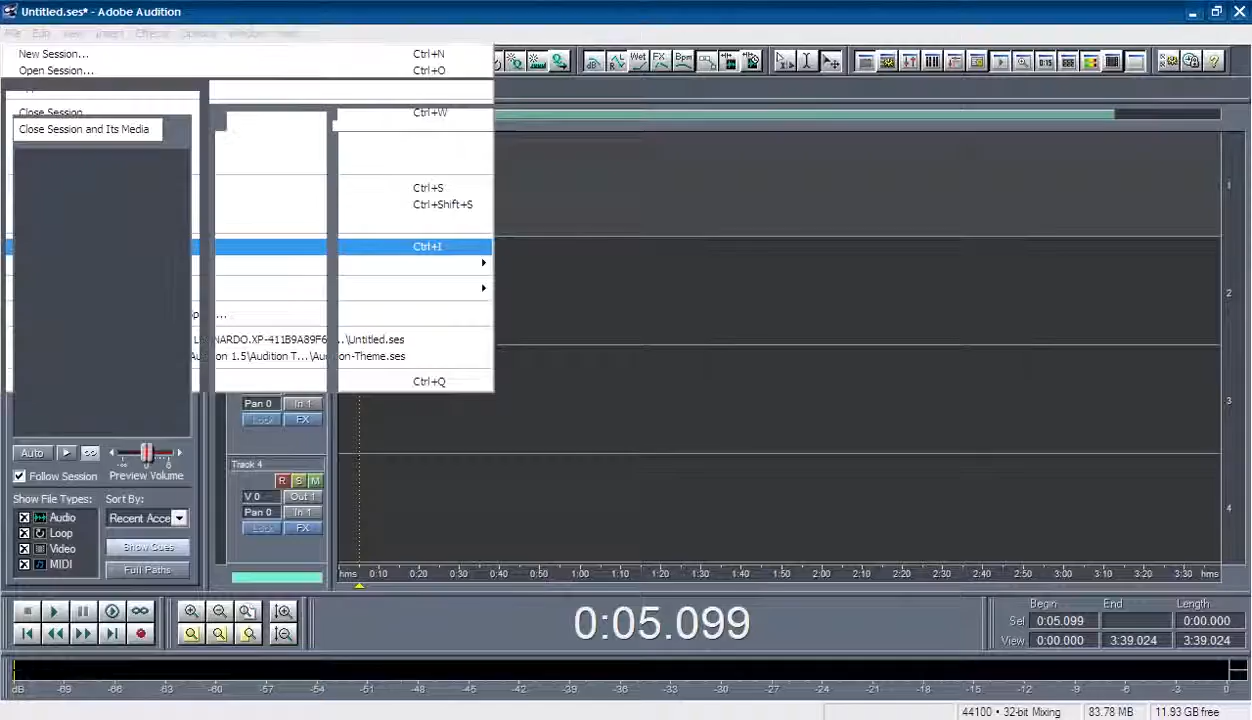 Untitled.ses* - Adobe Audition
New Session... Ctrl+N
Open Session... Ctrl+O
Close Session Ctrl+W
Close Session and Its Media
Ctrl+S
Ctrl+Shift+S
Ctrl+I
...\Untitled.ses
Audition 1.5\Audition T...\Audition-Theme.ses
Ctrl+Q
Wet FX Bpm
1
2
3
4
Pan 0 In 1
Lock FX
Track 4
R S M
V 0 Out 1
Pan 0 In 1
Lock FX
Auto
Follow Session Preview Volume
Show File Types: Sort By:
Audio Recent Acce
Loop
Video Show Cues
MIDI Full Paths
hms 0:10 0:20 0:30 0:40 0:50 1:00 1:10 1:20 1:30 1:40 1:50 2:00 2:10 2:20 2:30 2:40 2:50 3:00 3:10 3:20 3:30 hms
0:05.099
Begin End Length
Sel 0:05.099 0:00.000
View 0:00.000 3:39.024 3:39.024
dB -69 -66 -63 -60 -57 -54 -51 -48 -45 -42 -39 -36 -33 -30 -27 -24 -21 -18 -15 -12 -9 -6 -3 0
44100 • 32-bit Mixing 83.78 MB 11.93 GB free